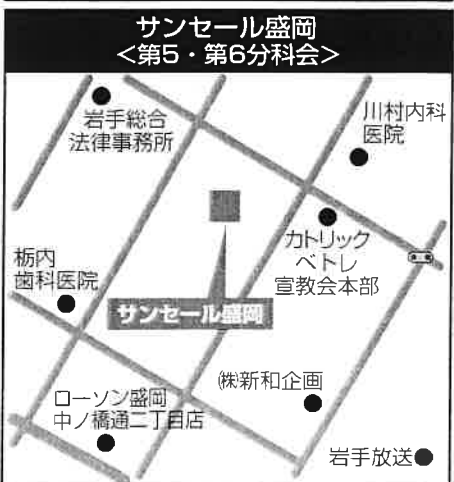 サンセール盛岡
<第5・第6分科会>
岩手総合
法律事務所
川村内科
医院
カトリック
ベトレ
宣教会本部
栃内
歯科医院
サンセール盛岡
(株)新和企画
ローソン盛岡
中ノ橋通二丁目店
岩手放送